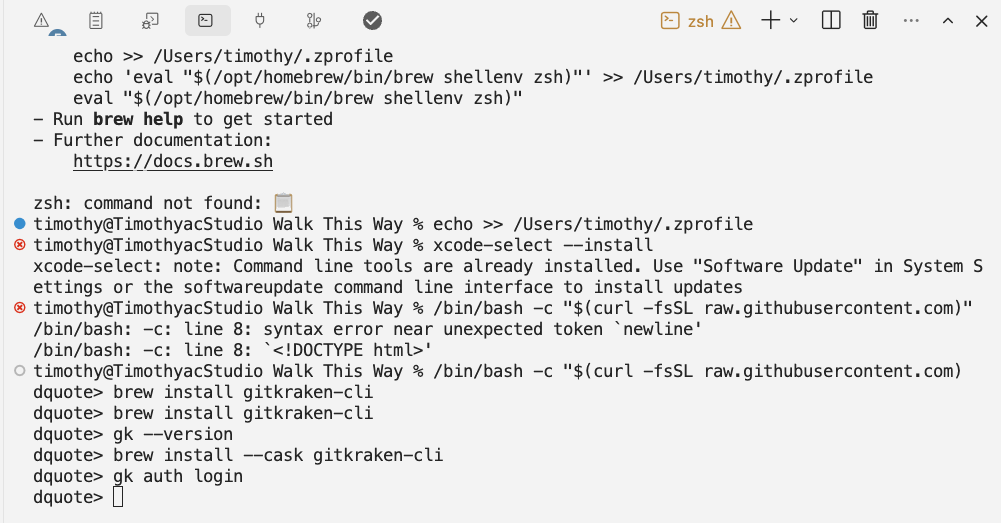 zsh
echo >> /Users/timothy/.zprofile
echo 'eval "$(/opt/homebrew/bin/brew shellenv zsh)"' >> /Users/timothy/.zprofile
eval "$(/opt/homebrew/bin/brew shellenv zsh)"
– Run brew help to get started
– Further documentation:
https://docs.brew.sh
zsh: command not found: 📋
timothy@TimothyacStudio Walk This Way % echo >> /Users/timothy/.zprofile
timothy@TimothyacStudio Walk This Way % xcode-select --install
xcode-select: note: Command line tools are already installed. Use "Software Update" in System S
ettings or the softwareupdate command line interface to install updates
timothy@TimothyacStudio Walk This Way % /bin/bash -c "$(curl -fsSL raw.githubusercontent.com)"
/bin/bash: -c: line 8: syntax error near unexpected token `newline'
/bin/bash: -c: line 8: `<!DOCTYPE html>'
timothy@TimothyacStudio Walk This Way % /bin/bash -c "$(curl -fsSL raw.githubusercontent.com)
dquote> brew install gitkraken-cli
dquote> brew install gitkraken-cli
dquote> gk --version
dquote> brew install --cask gitkraken-cli
dquote> gk auth login
dquote>